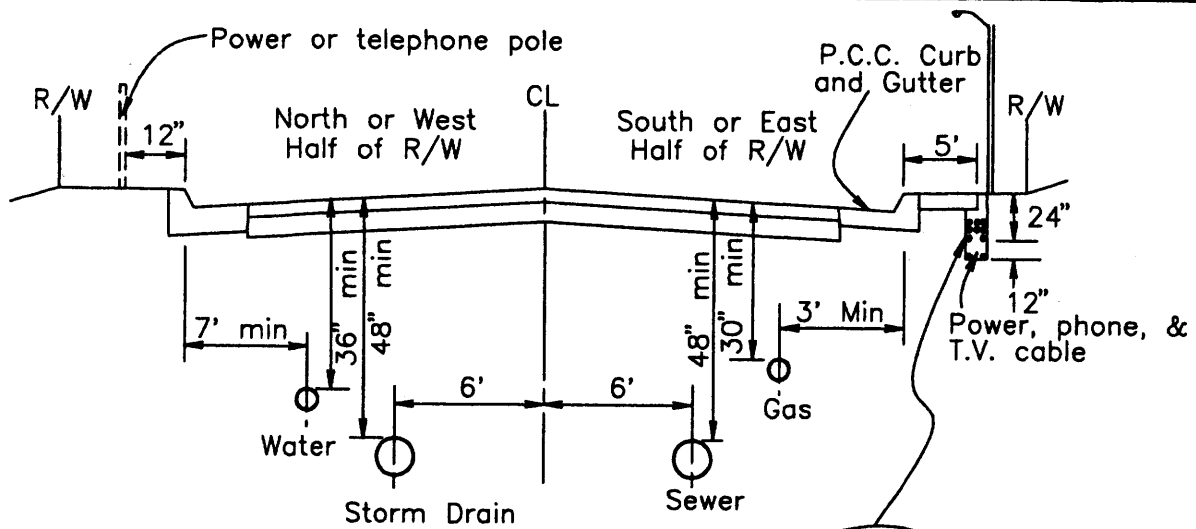 Power or telephone pole
P.C.C. Curb
and Gutter
R/W
CL
R/W
North or West
Half of R/W
South or East
Half of R/W
12"
5'
24"
12"
36" min
48" min
48" min
30" min
7' min
3' Min
Power, phone, &
T.V. cable
6'
6'
Gas
Water
Sewer
Storm Drain